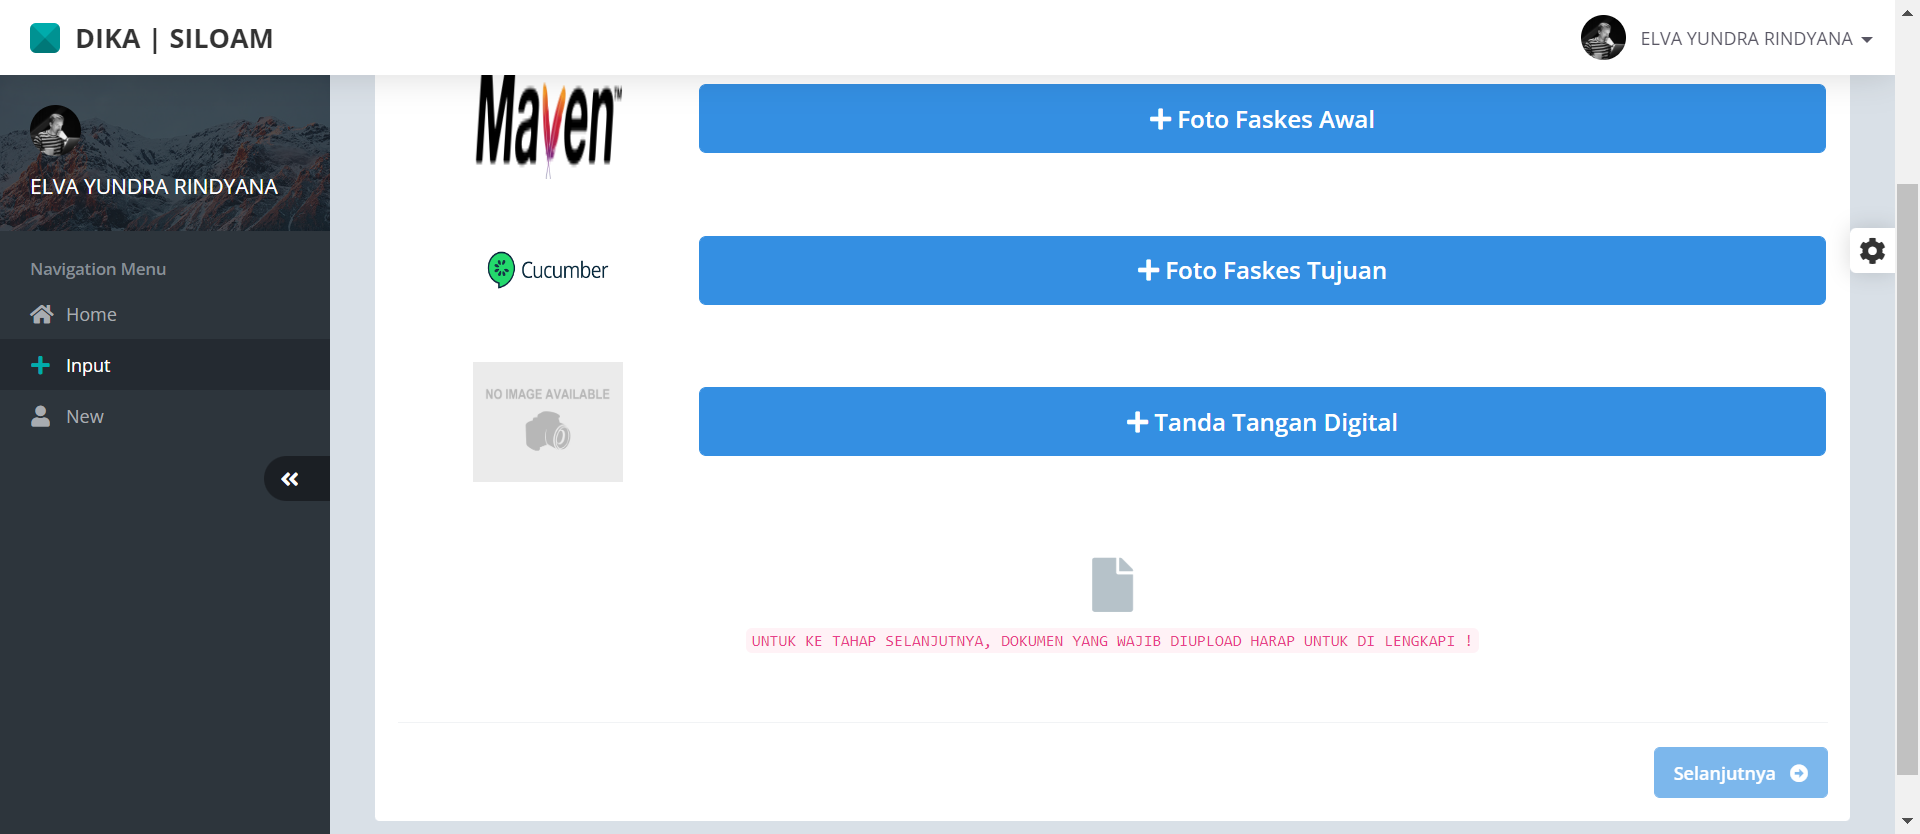 DIKA | SILOAM
ELVA YUNDRA RINDYANA
ELVA YUNDRA RINDYANA
Navigation Menu
Home
Input
New
Maven™
Foto Faskes Awal
Cucumber
Foto Faskes Tujuan
NO IMAGE AVAILABLE
Tanda Tangan Digital
UNTUK KE TAHAP SELANJUTNYA, DOKUMEN YANG WAJIB DIUPLOAD HARAP UNTUK DI LENGKAPI !
Selanjutnya